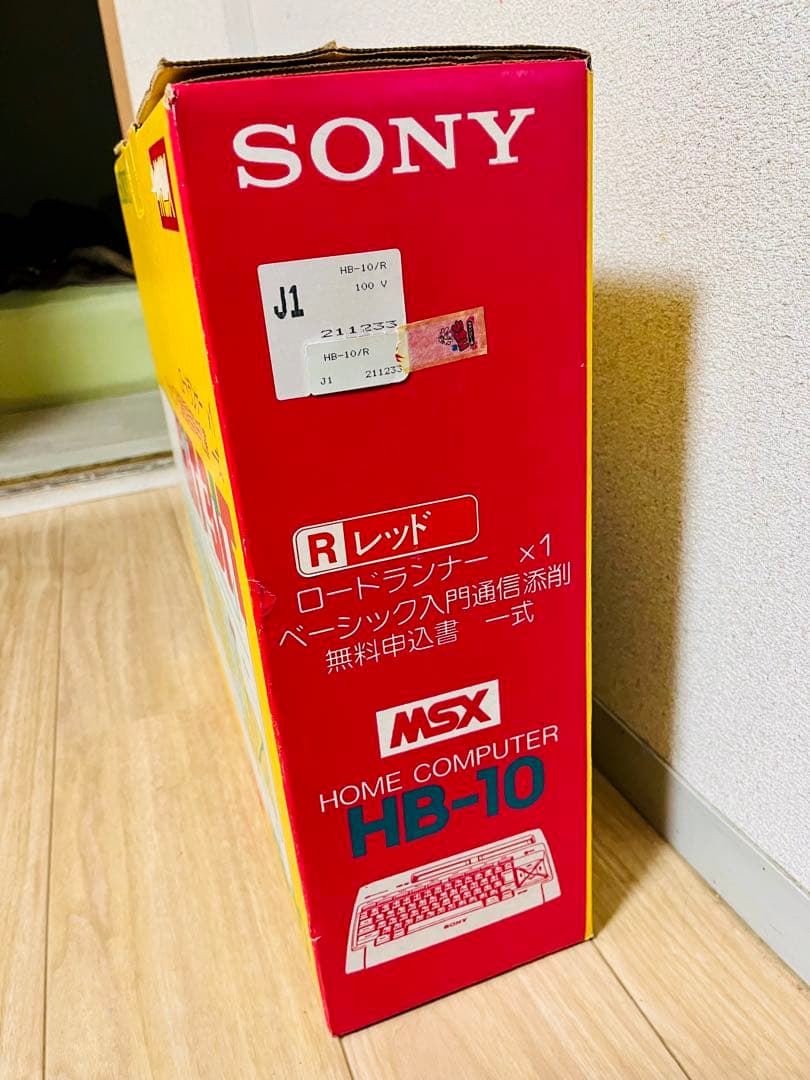 SONY
HB-10/R
100 V
J1
211233
HB-10/R
J1 211233
R レッド
ロードランナー ×1
ベーシック入門通信添削
無料申込書 一式
MSX
HOME COMPUTER
HB-10
SONY